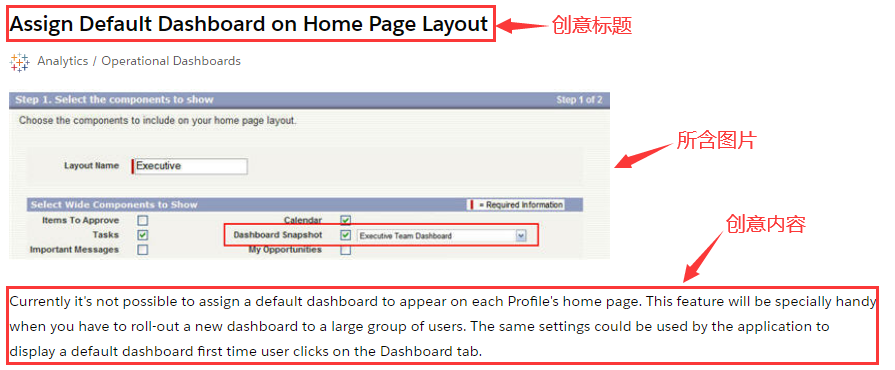 Assign Default Dashboard on Home Page Layout
创意标题
Analytics / Operational Dashboards
Step 1. Select the components to show
Step 1 of 2
Choose the components to include on your home page layout.
所含图片
Layout Name
Executive
Select Wide Components to Show
= Required Information
Items To Approve
Calendar
Tasks
Dashboard Snapshot
Executive Team Dashboard
Important Messages
My Opportunities
创意内容
Currently it's not possible to assign a default dashboard to appear on each Profile's home page. This feature will be specially handy
when you have to roll-out a new dashboard to a large group of users. The same settings could be used by the application to
display a default dashboard first time user clicks on the Dashboard tab.